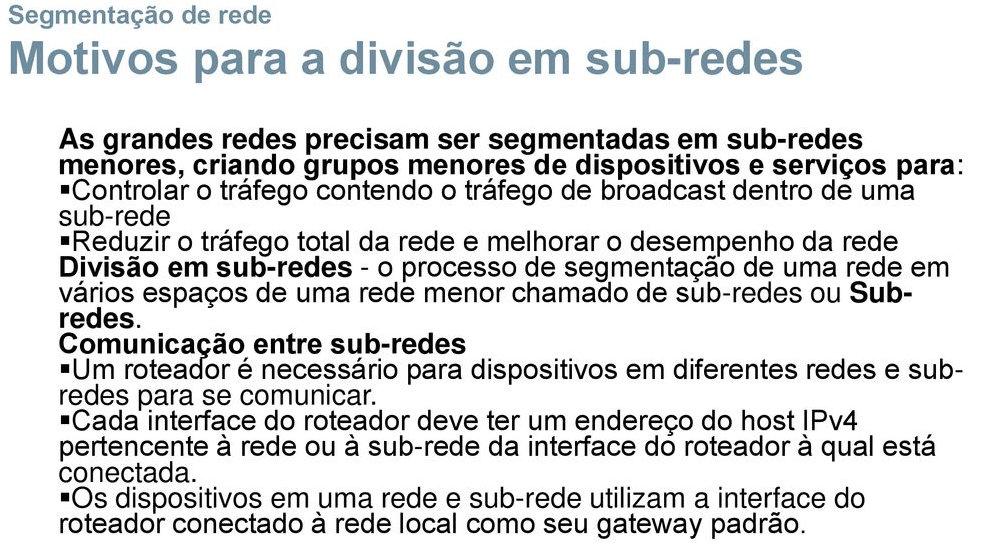 Segmentação de rede
Motivos para a divisão em sub-redes
As grandes redes precisam ser segmentadas em sub-redes
menores, criando grupos menores de dispositivos e serviços para:
▪Controlar o tráfego contendo o tráfego de broadcast dentro de uma
sub-rede
▪Reduzir o tráfego total da rede e melhorar o desempenho da rede
Divisão em sub-redes - o processo de segmentação de uma rede em
vários espaços de uma rede menor chamado de sub-redes ou Sub-
redes.
Comunicação entre sub-redes
▪Um roteador é necessário para dispositivos em diferentes redes e sub-
redes para se comunicar.
▪Cada interface do roteador deve ter um endereço do host IPv4
pertencente à rede ou à sub-rede da interface do roteador à qual está
conectada.
▪Os dispositivos em uma rede e sub-rede utilizam a interface do
roteador conectado à rede local como seu gateway padrão.